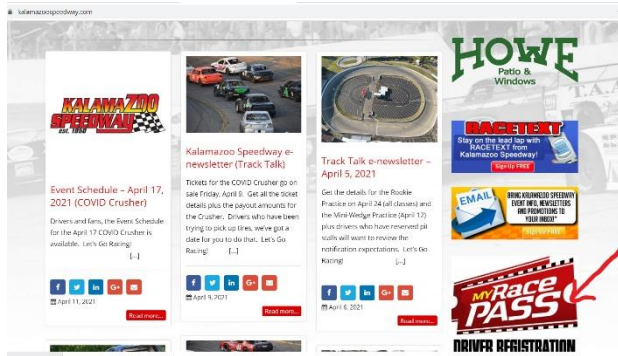 kalamazoospeedway.com
KALAMAZOO
SPEEDWAY
est. 1950
Event Schedule – April 17,
2021 (COVID Crusher)
Drivers and fans, the Event Schedule
for the April 17 COVID Crusher is
available. Let's Go Racing!
[...]
April 11, 2021
Read more...
Kalamazoo Speedway e-
newsletter (Track Talk)
Tickets for the COVID Crusher go on
sale Friday, April 9. Get all the ticket
details plus the payout amounts for
the Crusher. Drivers who have been
trying to pick up tires, we've got a
date for you to do that. Let's Go
Racing! [...]
April 9, 2021
Read more...
Track Talk e-newsletter –
April 5, 2021
Get the details for the Rookie
Practice on April 24 (all classes) and
the Mini-Wedge Practice (April 12)
plus drivers who have reserved pit
stalls will want to review the
notification expectations. Let's Go
Racing! [...]
April 6, 2021
Read more...
HOWE
Patio &
Windows
RACETEXT
Stay on the lead lap with
RACETEXT from
Kalamazoo Speedway!
Sign Up FREE
EMAIL
BRING KALAMAZOO SPEEDWAY
EVENT INFO, NEWSLETTERS
AND PROMOTIONS TO
YOUR INBOX!
Sign Up FREE
MYRace
PASS
DRIVER REGISTRATION